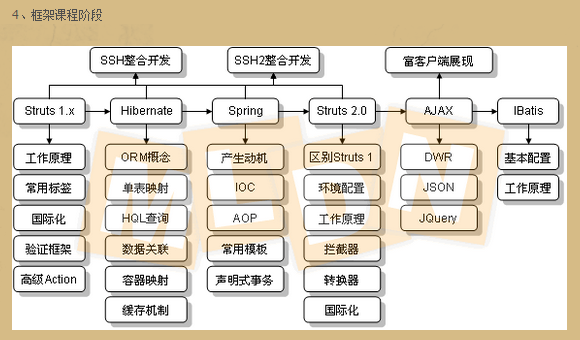 4、框架课程阶段
SSH整合开发
SSH2整合开发
富客户端展现
Struts 1.x
Hibernate
Spring
Struts 2.0
AJAX
IBatis
工作原理
ORM概念
产生动机
区别Struts 1
DWR
基本配置
常用标签
单表映射
IOC
环境配置
JSON
工作原理
国际化
HQL查询
AOP
工作原理
JQuery
验证框架
数据关联
常用模板
拦截器
高级Action
容器映射
声明式事务
转换器
缓存机制
国际化
MLDN